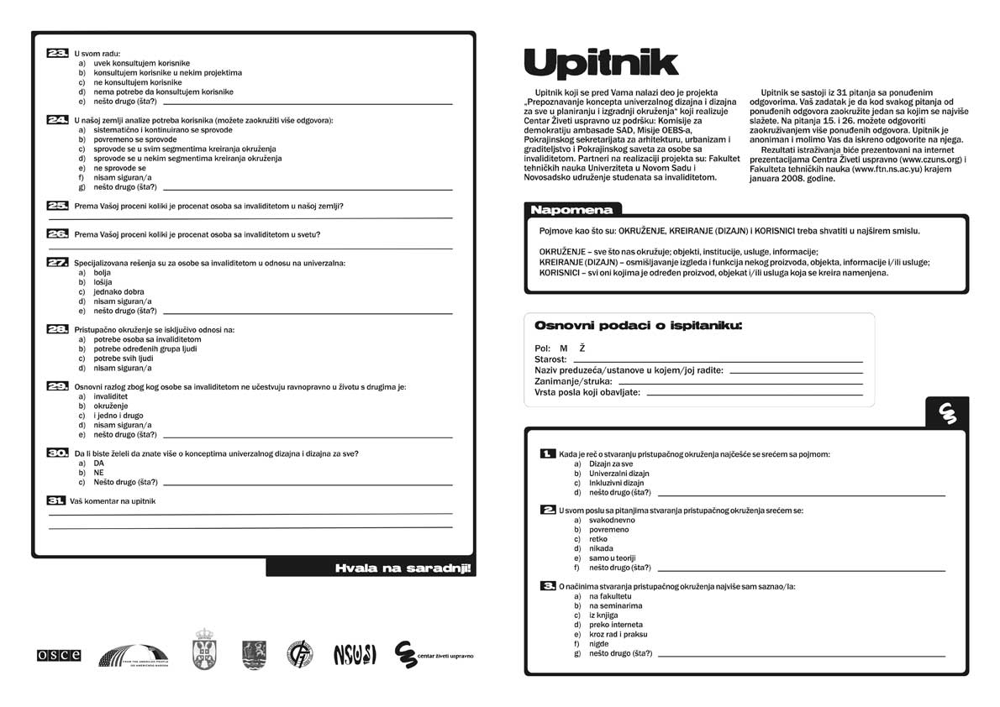 23. U svom radu:
a) uvek konsultujem korisnike
b) konsultujem korisnike u nekim projektima
c) ne konsultujem korisnike
d) nema potrebe da konsultujem korisnike
e) nešto drugo (šta?)
24. U našoj zemlji analize potreba korisnika (možete zaokružiti više odgovora):
a) sistematično i kontinuirano se sprovode
b) povremeno se sprovode
c) sprovode se u svim segmentima kreiranja okruženja
d) sprovode se u nekim segmentima kreiranja okruženja
e) ne sprovode se
f) nisam siguran/a
g) nešto drugo (šta?)
25. Prema Vašoj proceni koliki je procenat osoba sa invaliditetom u našoj zemlji?
26. Prema Vašoj proceni koliki je procenat osoba sa invaliditetom u svetu?
27. Specijalizovana rešenja su za osobe sa invaliditetom u odnosu na univerzalna:
a) bolja
b) lošija
c) jednako dobra
d) nisam siguran/a
e) nešto drugo (šta?)
28. Pristupačno okruženje se isključivo odnosi na:
a) potrebe osoba sa invaliditetom
b) potrebe određenih grupa ljudi
c) potrebe svih ljudi
d) nisam siguran/a
29. Osnovni razlog zbog kog osobe sa invaliditetom ne učestvuju ravnopravno u životu s drugima je:
a) invaliditet
b) okruženje
c) i jedno i drugo
d) nisam siguran/a
e) nešto drugo (šta?)
30. Da li biste želeli da znate više o konceptima univerzalnog dizajna i dizajna za sve?
a) DA
b) NE
c) Nešto drugo (šta?)
31. Vaš komentar na upitnik
Hvala na saradnji!
osce
FROM THE AMERICAN PEOPLE
OD AMERIČKOG NARODA
NSUSI
centar živeti uspravno
Upitnik
Upitnik koji se pred Vama nalazi deo je projekta
„Prepoznavanje koncepta univerzalnog dizajna i dizajna
za sve u planiranju i izgradnji okruženja“ koji realizuje
Centar Živeti uspravno uz podršku: Komisije za
demokratiju ambasade SAD, Misije OEBS-a,
Pokrajinskog sekretarijata za arhitekturu, urbanizam i
graditeljstvo i Pokrajinskog saveta za osobe sa
invaliditetom. Partneri na realizaciji projekta su: Fakultet
tehničkih nauka Univerziteta u Novom Sadu i
Novosadsko udruženje studenata sa invaliditetom.
Upitnik se sastoji iz 31 pitanja sa ponuđenim
odgovorima. Vaš zadatak je da kod svakog pitanja od
ponuđenih odgovora zaokružite jedan sa kojim se najviše
slažete. Na pitanja 15. i 26. možete odgovoriti
zaokruživanjem više ponuđenih odgovora. Upitnik je
anoniman i molimo Vas da iskreno odgovorite na njega.
Rezultati istraživanja biće prezentovani na internet
prezentacijama Centra Živeti uspravno (www.czuns.org) i
Fakulteta tehničkih nauka (www.ftn.ns.ac.yu) krajem
januara 2008. godine.
Napomena
Pojmove kao što su: OKRUŽENJE, KREIRANJE (DIZAJN) i KORISNICI treba shvatiti u najširem smislu.
OKRUŽENJE – sve što nas okružuje; objekti, institucije, usluge, informacije;
KREIRANJE (DIZAJN) – osmišljavanje izgleda i funkcija nekog proizvoda, objekta, informacije i/ili usluge;
KORISNICI – svi oni kojima je određen proizvod, objekat i/ili usluga koja se kreira namenjena.
Osnovni podaci o ispitaniku:
Pol: M Ž
Starost:
Naziv preduzeća/ustanove u kojem/joj radite:
Zanimanje/struka:
Vrsta posla koji obavljate:
1. Kada je reč o stvaranju pristupačnog okruženja najčešće se srećem sa pojmom:
a) Dizajn za sve
b) Univerzalni dizajn
c) Inkluzivni dizajn
d) nešto drugo (šta?)
2. U svom poslu sa pitanjima stvaranja pristupačnog okruženja srećem se:
a) svakodnevno
b) povremeno
c) retko
d) nikada
e) samo u teoriji
f) nešto drugo (šta?)
3. O načinima stvaranja pristupačnog okruženja najviše sam saznao/la:
a) na fakultetu
b) na seminarima
c) iz knjiga
d) preko interneta
e) kroz rad i praksu
f) nigde
g) nešto drugo (šta?)